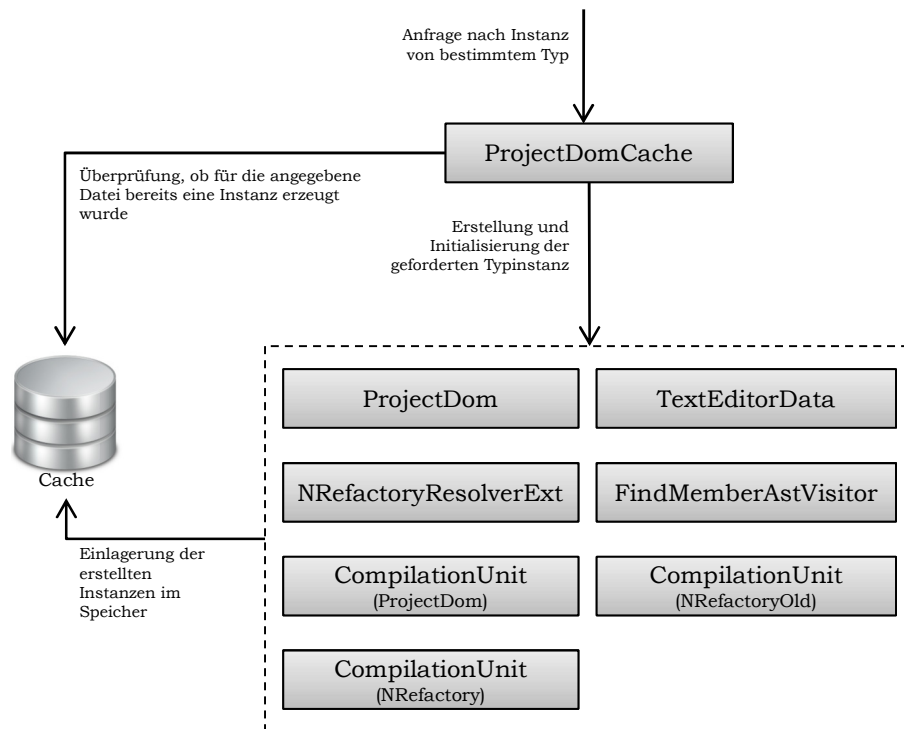 Anfrage nach Instanz
von bestimmtem Typ
ProjectDomCache
Überprüfung, ob für die angegebene
Datei bereits eine Instanz erzeugt
wurde
Erstellung und
Initialisierung der
geforderten Typinstanz
ProjectDom
TextEditorData
Cache
NRefactoryResolverExt
FindMemberAstVisitor
Einlagerung der
erstellten
Instanzen im
Speicher
CompilationUnit
(ProjectDom)
CompilationUnit
(NRefactoryOld)
CompilationUnit
(NRefactory)